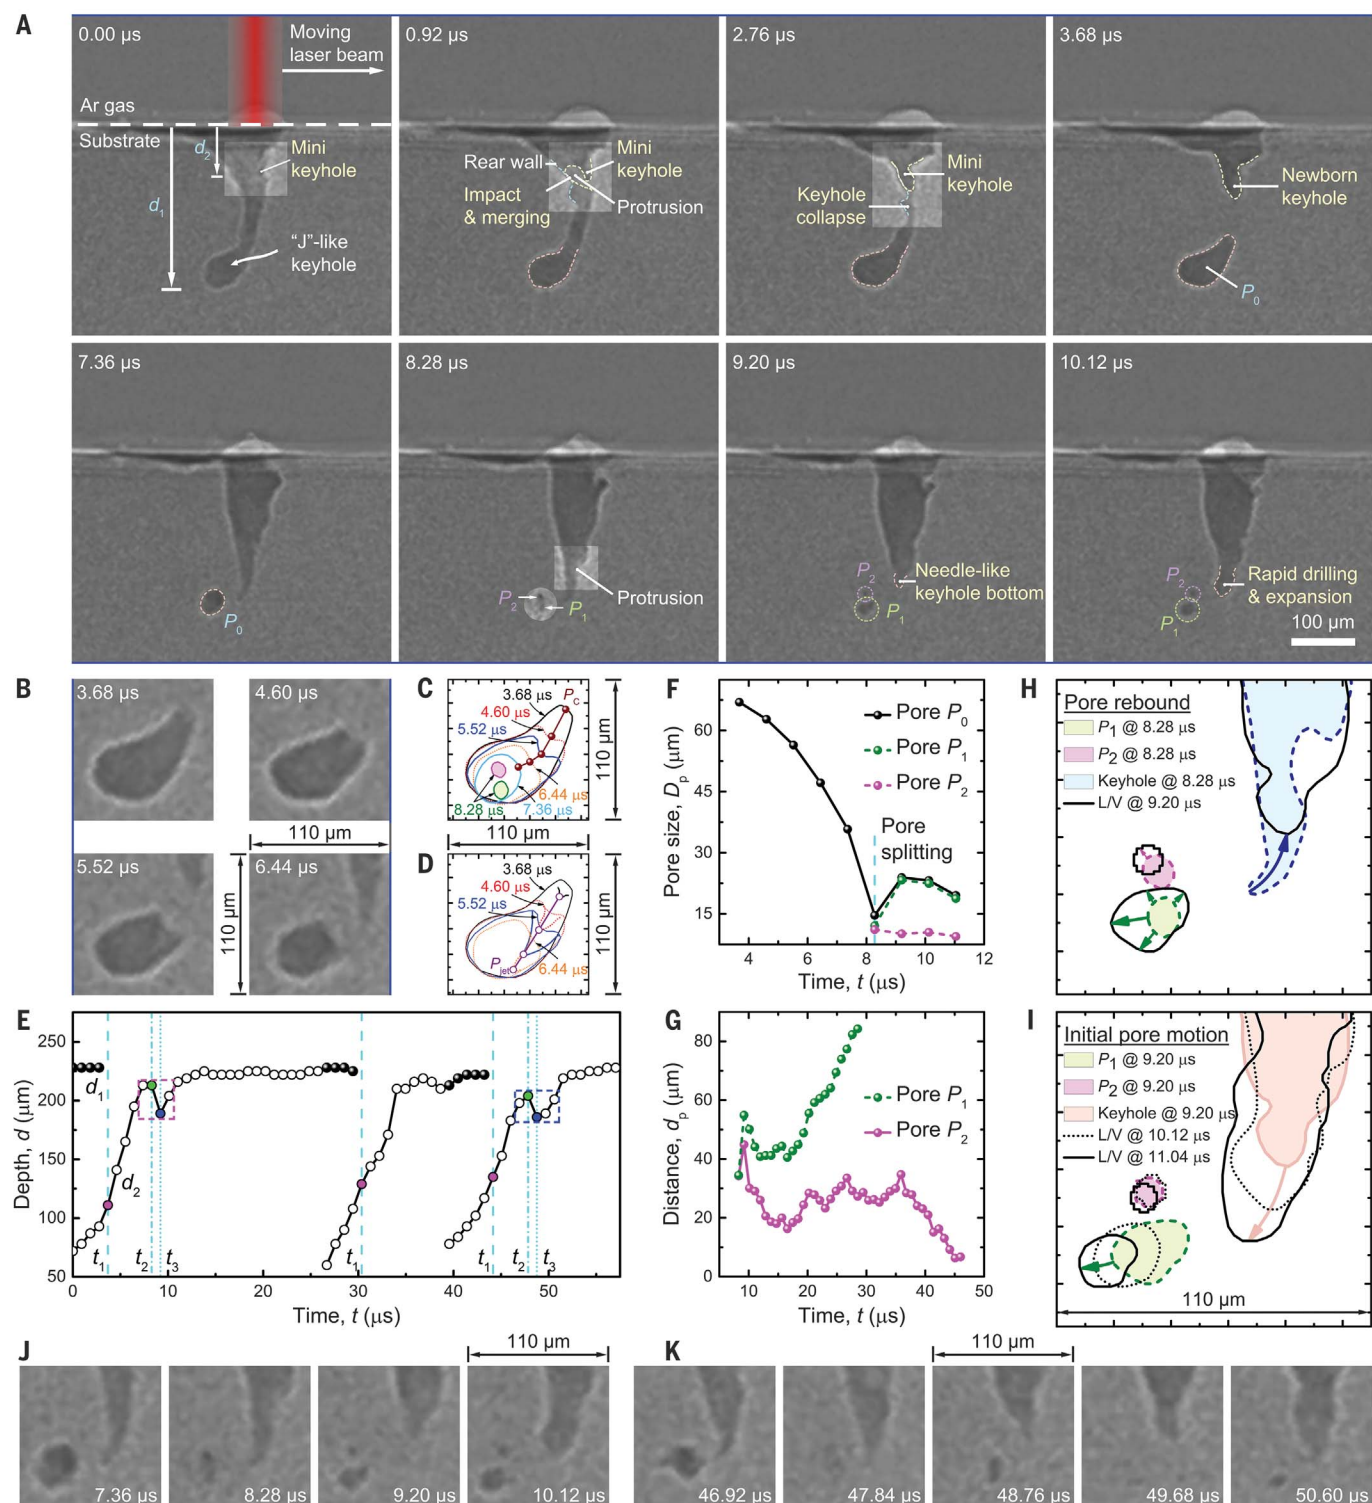 A
0.00 µs
Moving
laser beam
Ar gas
Substrate
d2
d1
Mini
keyhole
“J”-like
keyhole
0.92 µs
Rear wall
Mini
keyhole
Impact
& merging
Protrusion
2.76 µs
Mini
keyhole
Keyhole
collapse
3.68 µs
Newborn
keyhole
P0
7.36 µs
P0
8.28 µs
Protrusion
P2
P1
9.20 µs
P2
Needle-like
keyhole bottom
P1
10.12 µs
P2
Rapid drilling
& expansion
P1
100 µm
B
3.68 µs
4.60 µs
110 µm
5.52 µs
6.44 µs
110 µm
C
3.68 µs
Pc
4.60 µs
5.52 µs
6.44 µs
8.28 µs
7.36 µs
110 µm
110 µm
D
3.68 µs
4.60 µs
5.52 µs
Pjet
6.44 µs
110 µm
E
250
200
150
100
50
Depth, d (µm)
d1
d2
t1
t2
t3
t1
t1
t2
t3
0
10
20
30
40
50
Time, t (µs)
F
60
45
30
15
Pore size, Dp (µm)
Pore P0
Pore P1
Pore P2
Pore
splitting
4
6
8
10
12
Time, t (µs)
G
80
60
40
20
0
Distance, dp (µm)
Pore P1
Pore P2
10
20
30
40
50
Time, t (µs)
H
Pore rebound
P1 @ 8.28 µs
P2 @ 8.28 µs
Keyhole @ 8.28 µs
L/V @ 9.20 µs
I
Initial pore motion
P1 @ 9.20 µs
P2 @ 9.20 µs
Keyhole @ 9.20 µs
L/V @ 10.12 µs
L/V @ 11.04 µs
110 µm
J
110 µm
7.36 µs
8.28 µs
9.20 µs
10.12 µs
K
110 µm
46.92 µs
47.84 µs
48.76 µs
49.68 µs
50.60 µs